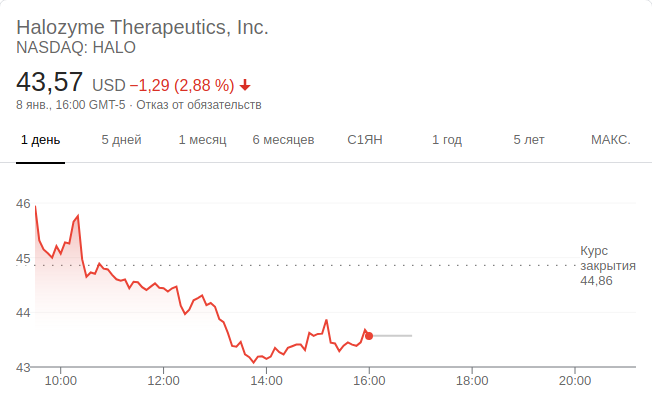 Halozyme Therapeutics, Inc.
NASDAQ: HALO
43,57 USD −1,29 (2,88 %)
8 янв., 16:00 GMT-5 · Отказ от обязательств
1 день 5 дней 1 месяц 6 месяцев С1ЯН 1 год 5 лет МАКС.
46
45
44
43
Курс
закрытия
44,86
10:00 12:00 14:00 16:00 18:00 20:00